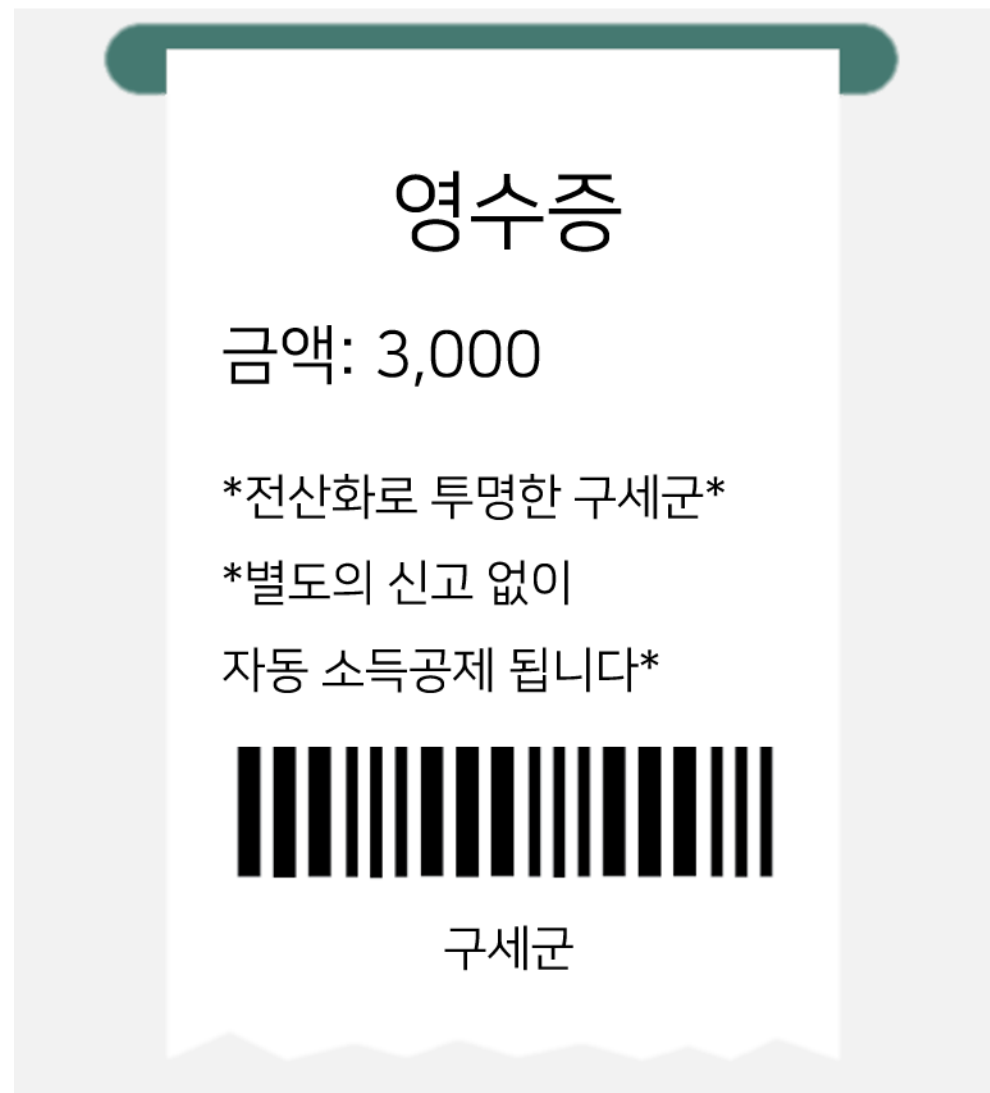 영수증
금액: 3,000
*전산화로 투명한 구세군*
*별도의 신고 없이
자동 소득공제 됩니다*
구세군